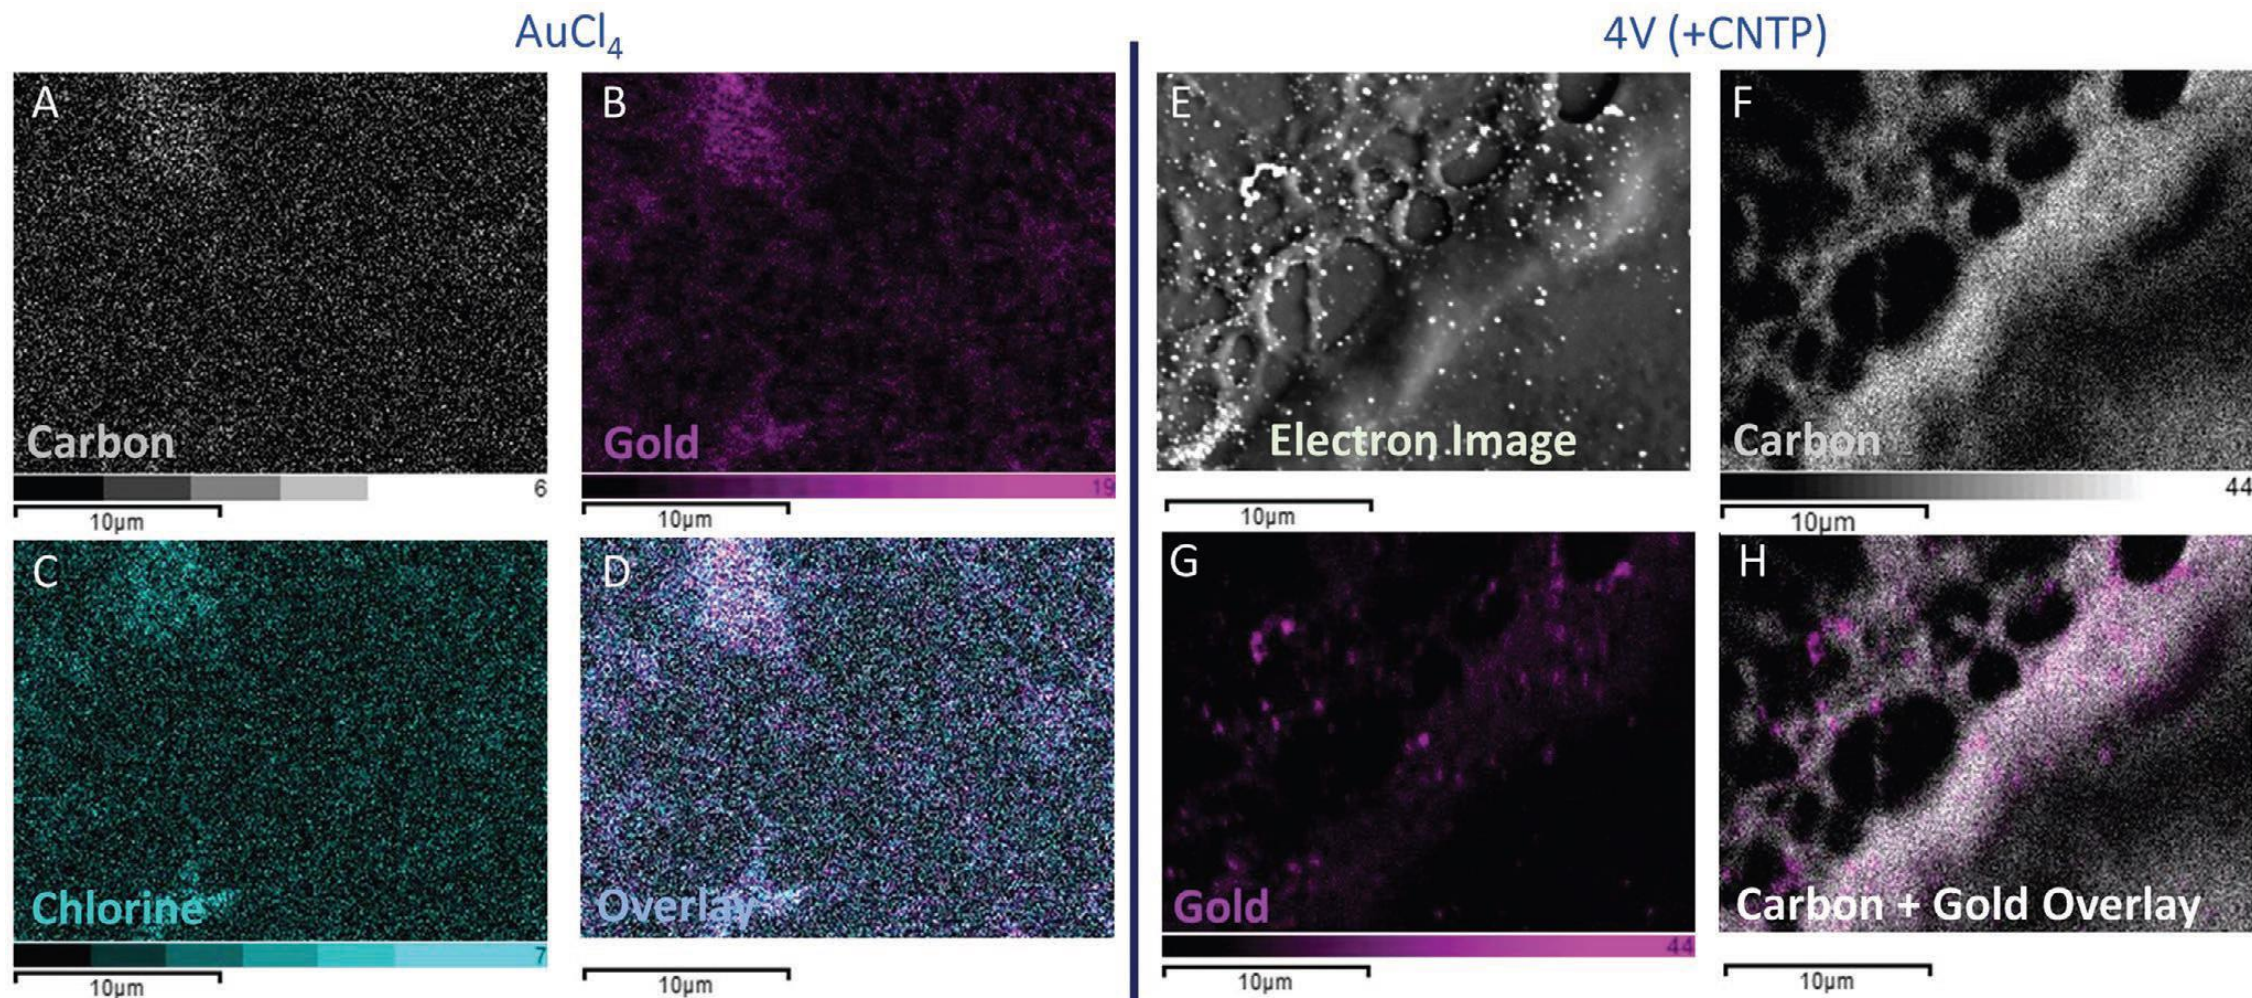 AuCl4
4V (+CNTP)
A
Carbon
6
10µm
B
Gold
19
10µm
C
Chlorine
7
10µm
D
Overlay
10µm
E
Electron Image
10µm
F
Carbon
44
10µm
G
Gold
44
10µm
H
Carbon + Gold Overlay
10µm